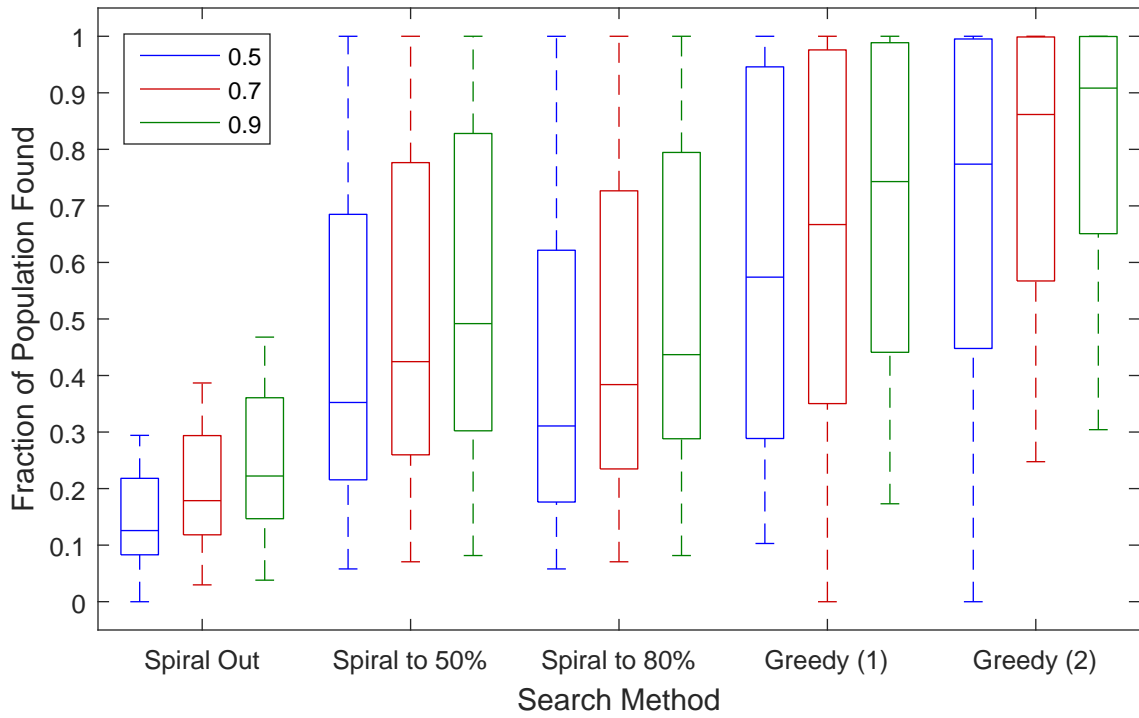 1
0.9
0.8
0.7
0.6
0.5
0.4
0.3
0.2
0.1
0
Fraction of Population Found
0.5
0.7
0.9
Spiral Out
Spiral to 50%
Spiral to 80%
Greedy (1)
Greedy (2)
Search Method